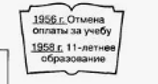 1956 г. Отмена
оплаты за учебу
1958 г. 11-летнее
образование